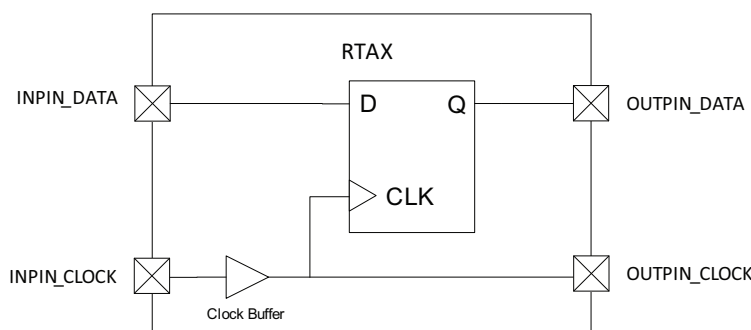 RTAX
INPIN_DATA
D
Q
OUTPIN_DATA
CLK
INPIN_CLOCK
OUTPIN_CLOCK
Clock Buffer